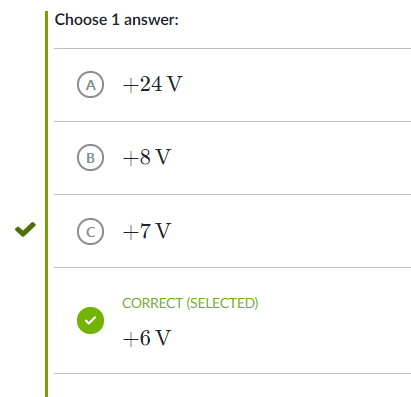 Choose 1 answer:
A +24 V
B +8 V
C +7 V
CORRECT (SELECTED)
+6 V